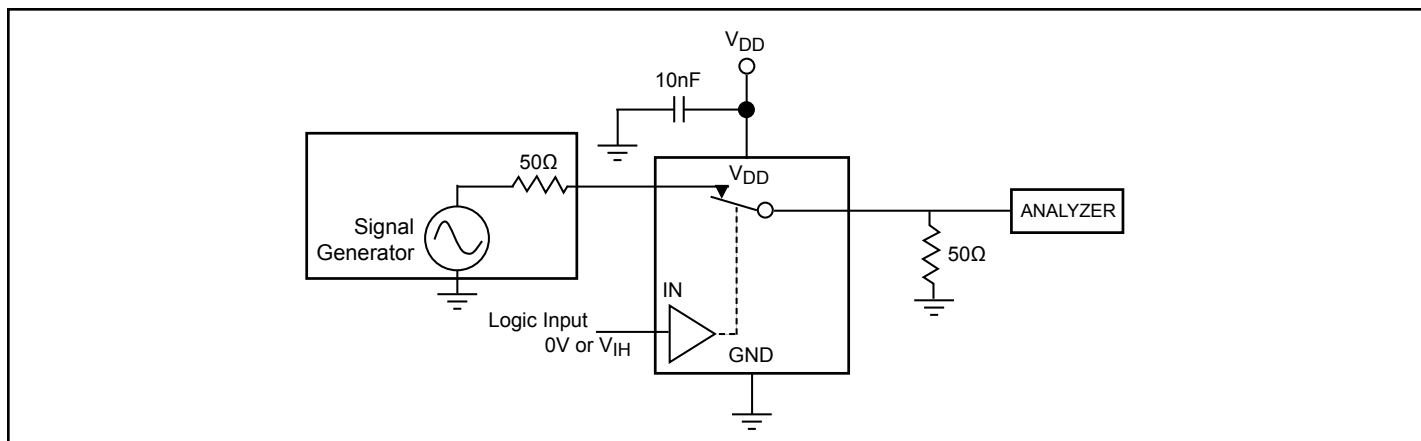 V_DD
10nF
50Ω
V_DD
Signal
Generator
ANALYZER
50Ω
IN
Logic Input
0V or V_IH
GND